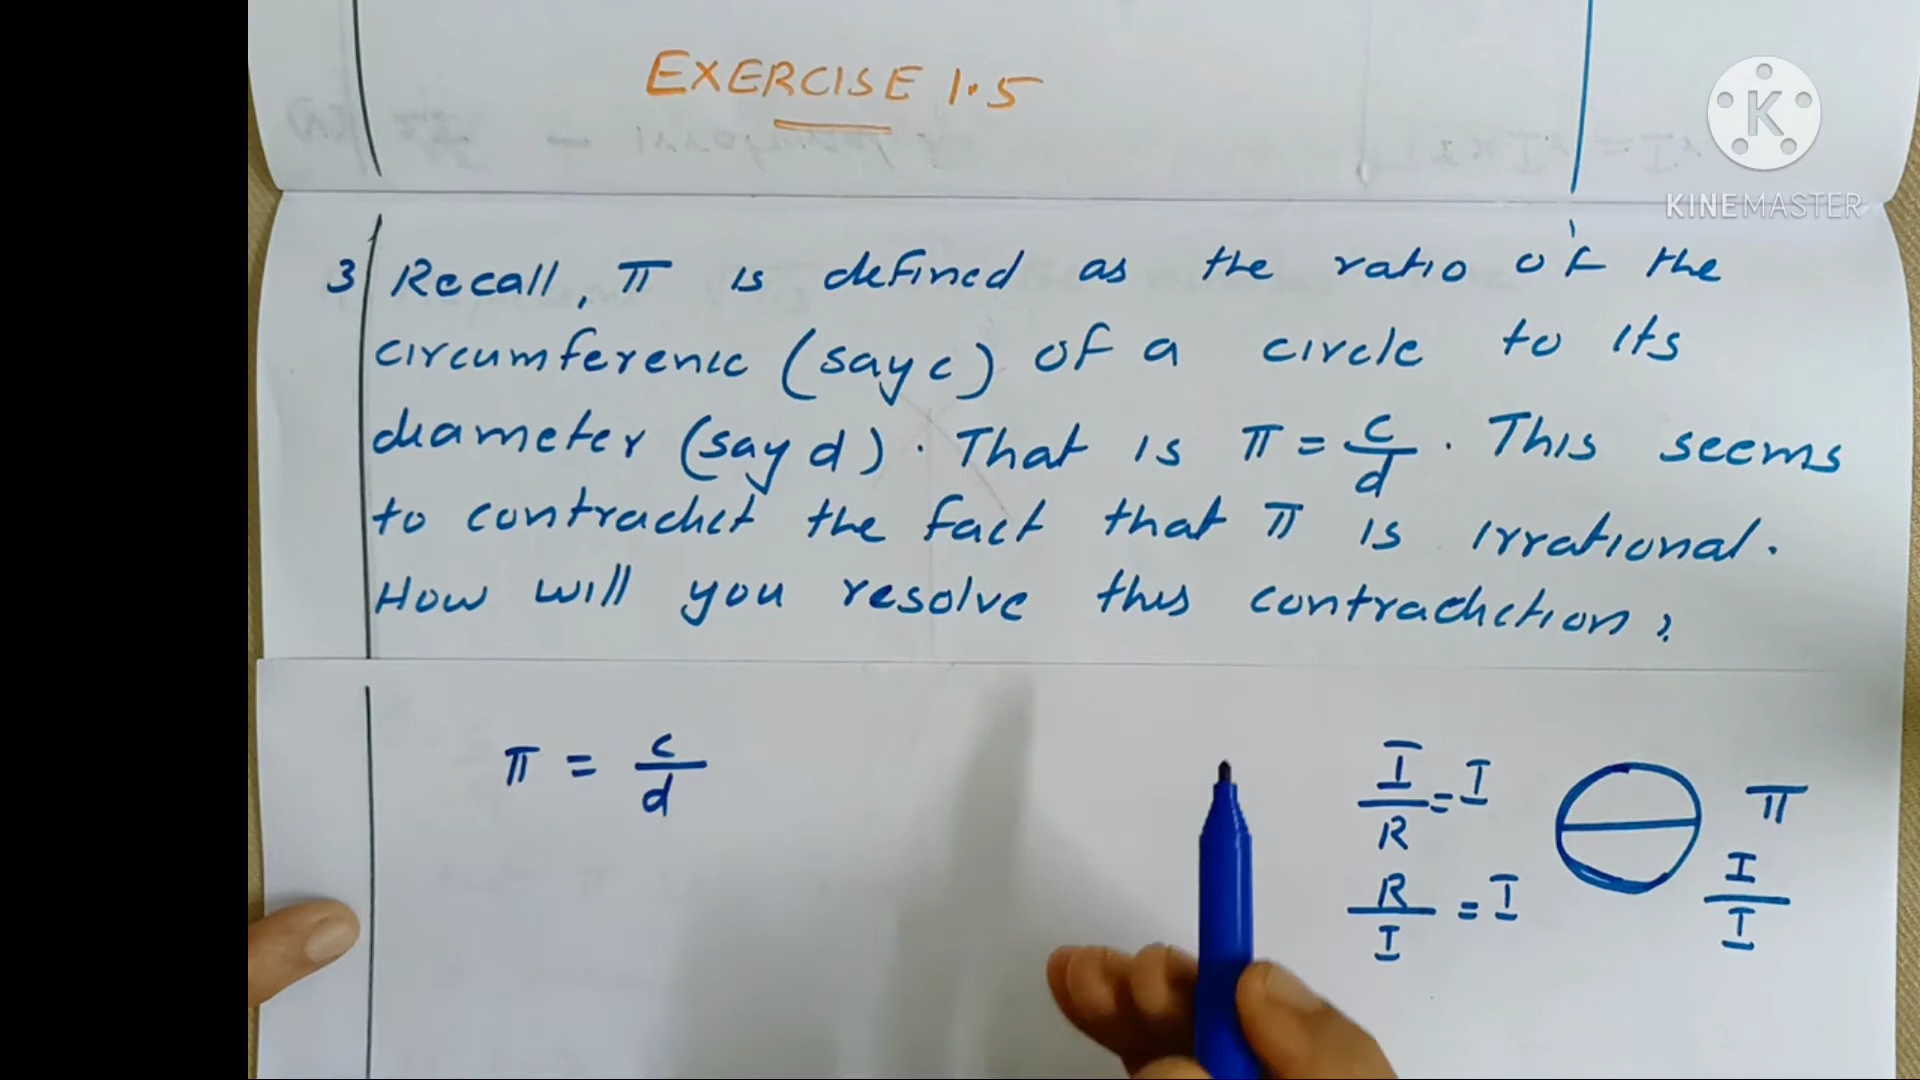 EXERCISE 1.5
K
KINEMASTER
3 Recall, π is defined as the ratio of the
circumferenc (say c) of a circle to its
diameter (say d). That is π = c/d. This seems
to contradict the fact that π is irrational.
How will you resolve this contradiction?
π = c/d
I/R = I
R/I = I
π
I/I